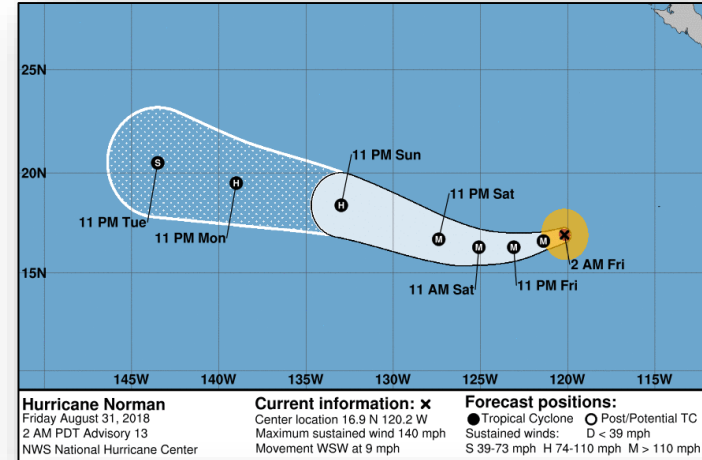 25N
20N
15N
11 PM Sun
11 PM Sat
S
H
H
M
M
M
M
11 PM Tue
11 PM Mon
2 AM Fri
11 AM Sat
11 PM Fri
145W 140W 135W 130W 125W 120W 115W
Hurricane Norman
Friday August 31, 2018
2 AM PDT Advisory 13
NWS National Hurricane Center
Current information: ×
Center location 16.9 N 120.2 W
Maximum sustained wind 140 mph
Movement WSW at 9 mph
Forecast positions:
● Tropical Cyclone ○ Post/Potential TC
Sustained winds: D < 39 mph
S 39-73 mph H 74-110 mph M > 110 mph